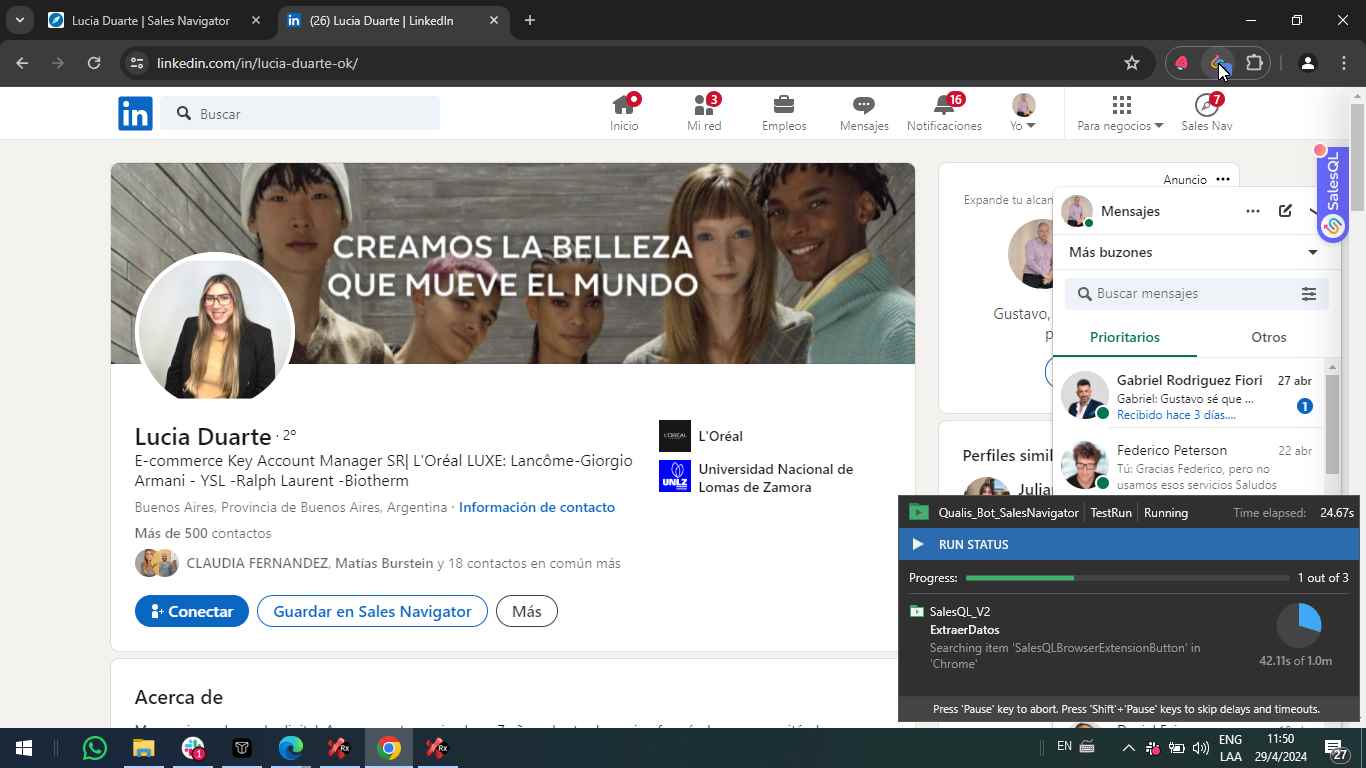 Lucia Duarte | Sales Navigator
(26) Lucia Duarte | LinkedIn
linkedin.com/in/lucia-duarte-ok/
in
Buscar
Inicio
3
Mi red
Empleos
Mensajes
16
Notificaciones
Yo
Para negocios
7
Sales Nav
CREAMOS LA BELLEZA
QUE MUEVE EL MUNDO
Lucia Duarte · 2º
E-commerce Key Account Manager SR| L'Oréal LUXE: Lancôme-Giorgio
Armani - YSL -Ralph Laurent -Biotherm
Buenos Aires, Provincia de Buenos Aires, Argentina · Información de contacto
Más de 500 contactos
CLAUDIA FERNANDEZ, Matías Burstein y 18 contactos en común más
Conectar
Guardar en Sales Navigator
Más
L'ORÉAL
L'Oréal
UNLZ
Universidad Nacional de
Lomas de Zamora
Acerca de
Anuncio
Expande tu alcan
Gustavo,
Perfiles simil
Julia
SalesQL
Mensajes
Más buzones
Buscar mensajes
Prioritarios
Otros
Gabriel Rodriguez Fiori
27 abr
Gabriel: Gustavo sé que ...
1
Recibido hace 3 días....
Federico Peterson
22 abr
Tú: Gracias Federico, pero no
usamos esos servicios Saludos
Qualis_Bot_SalesNavigator
TestRun
Running
Time elapsed: 24.67s
RUN STATUS
Progress:
1 out of 3
SalesQL_V2
ExtraerDatos
Searching item 'SalesQLBrowserExtensionButton' in
'Chrome'
42.11s of 1.0m
Press 'Pause' key to abort. Press 'Shift'+'Pause' keys to skip delays and timeouts.
1
Rx
Rx
EN
ENG
LAA
11:50
29/4/2024
27